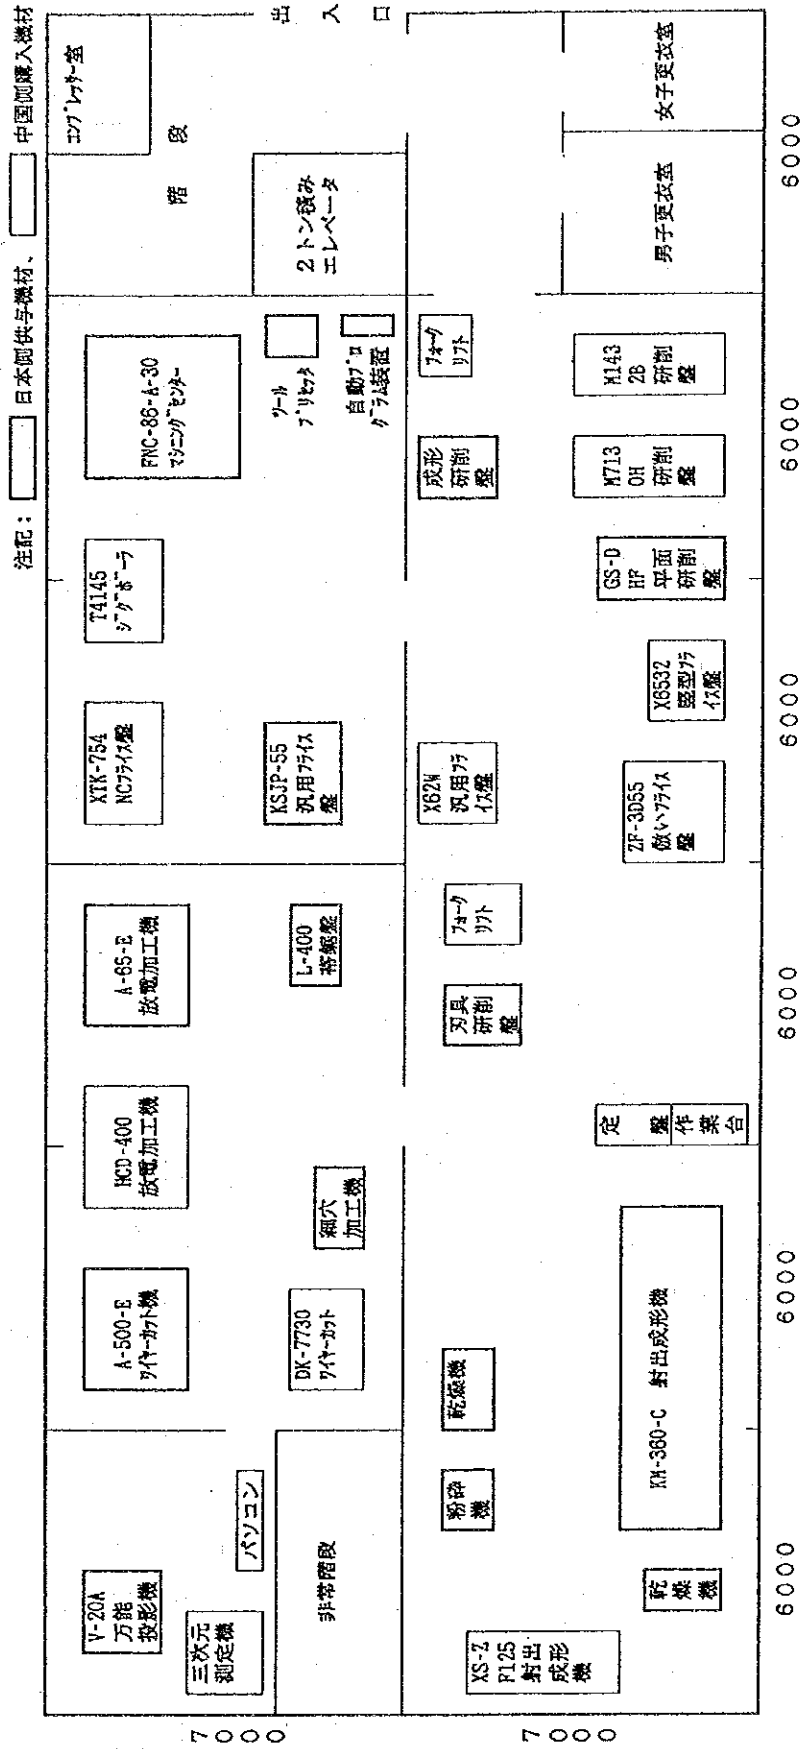 注記： 日本側供与機材、 中国側購入機材
V-20A
万能
投影機
三次元
測定機
パソコン
非常階段
A-500-E
ワイヤーカット機
HCD-400
放電加工機
A-65-E
放電加工機
DK-7730
ワイヤーカット
細穴
加工機
L-400
帯鋸盤
XTK-754
NCフライス盤
T4145
ジグボーラ
FNC-86-A-30
マシニングセンター
KSJP-55
汎用フライス
盤
ツール
プリセッタ
自動プロ
グラム装置
コンプレッサー室
階段
2トン積み
エレベータ
出入口
XS-Z
F125
射出
成形
機
粉砕
機
乾燥機
乾
燥
機
KM-360-C 射出成形機
定
盤
作
業
台
刃具
研削
盤
フォーク
リフト
X62W
汎用フラ
イス盤
ZF-3D55
倣いフライス
盤
X6532
竪型フラ
イス盤
GS-D
HF
平面
研削
盤
成形
研削
盤
フォーク
リフト
M713
0H
研削
盤
M143
2B
研削
盤
男子更衣室
女子更衣室
7000
7000
6000
6000
6000
6000
6000
6000